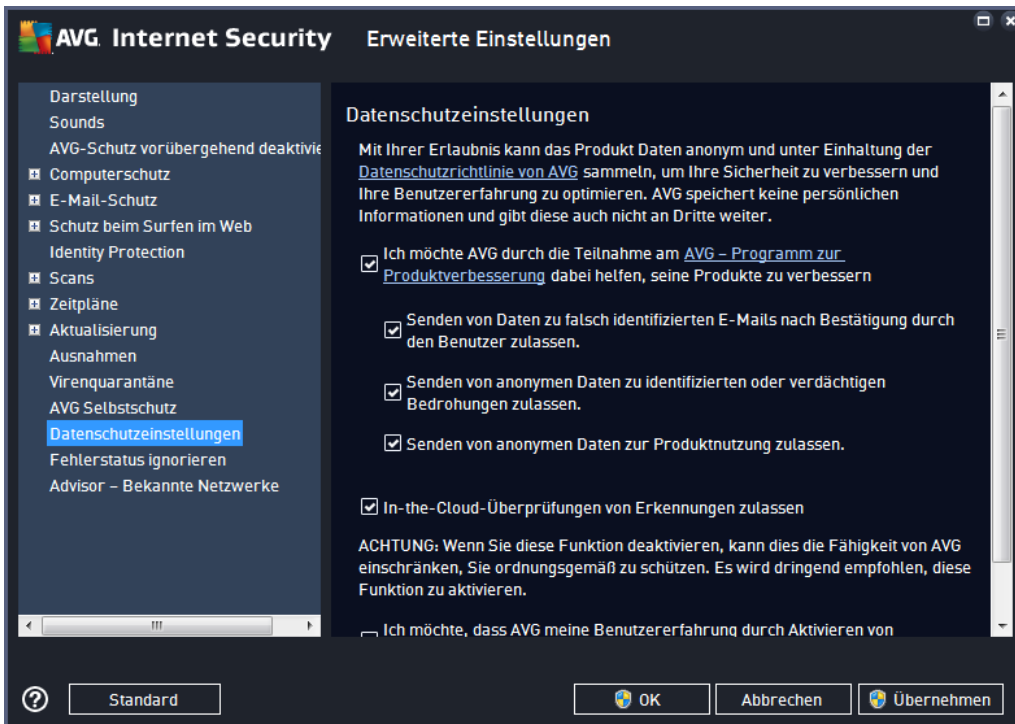 AVG. Internet Security
Erweiterte Einstellungen
Darstellung
Sounds
AVG-Schutz vorübergehend deaktivie
Computerschutz
E-Mail-Schutz
Schutz beim Surfen im Web
Identity Protection
Scans
Zeitpläne
Aktualisierung
Ausnahmen
Virenquarantäne
AVG Selbstschutz
Datenschutzeinstellungen
Fehlerstatus ignorieren
Advisor – Bekannte Netzwerke
Datenschutzeinstellungen
Mit Ihrer Erlaubnis kann das Produkt Daten anonym und unter Einhaltung der
Datenschutzrichtlinie von AVG sammeln, um Ihre Sicherheit zu verbessern und
Ihre Benutzererfahrung zu optimieren. AVG speichert keine persönlichen
Informationen und gibt diese auch nicht an Dritte weiter.
Ich möchte AVG durch die Teilnahme am AVG – Programm zur
Produktverbesserung dabei helfen, seine Produkte zu verbessern
Senden von Daten zu falsch identifizierten E-Mails nach Bestätigung durch
den Benutzer zulassen.
Senden von anonymen Daten zu identifizierten oder verdächtigen
Bedrohungen zulassen.
Senden von anonymen Daten zur Produktnutzung zulassen.
In-the-Cloud-Überprüfungen von Erkennungen zulassen
ACHTUNG: Wenn Sie diese Funktion deaktivieren, kann dies die Fähigkeit von AVG
einschränken, Sie ordnungsgemäß zu schützen. Es wird dringend empfohlen, diese
Funktion zu aktivieren.
Ich möchte, dass AVG meine Benutzererfahrung durch Aktivieren von
Standard
OK
Abbrechen
Übernehmen